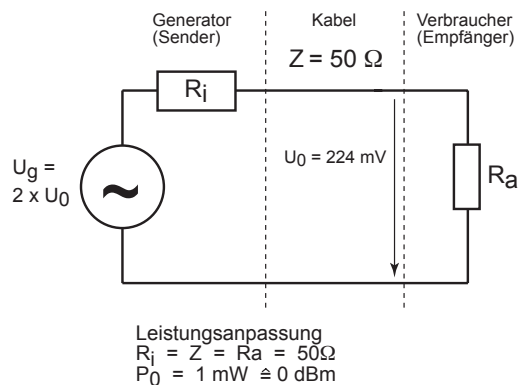 Generator
(Sender)
Kabel
Verbraucher
(Empfänger)
Z = 50 Ω
Ri
Ug =
2 x U0
~
U0 = 224 mV
Ra
Leistungsanpassung
Ri = Z = Ra = 50Ω
P0 = 1 mW ≙ 0 dBm